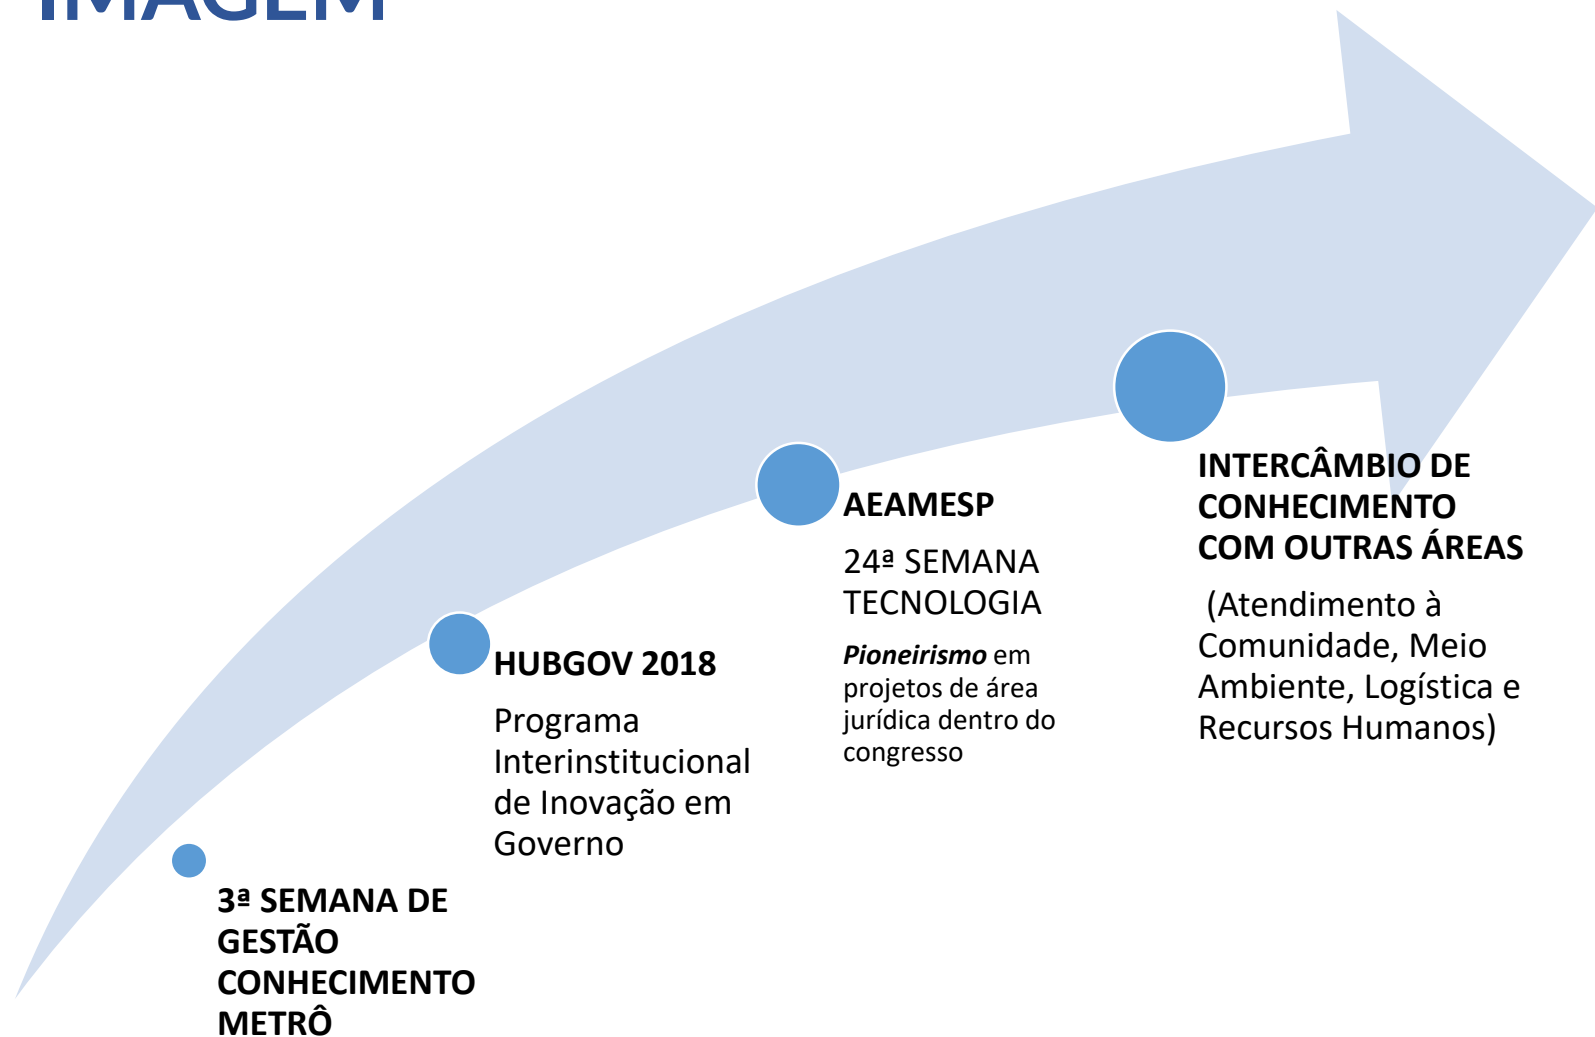 IMAGEM
3ª SEMANA DE
GESTÃO
CONHECIMENTO
METRÔ
HUBGOV 2018
Programa
Interinstitucional
de Inovação em
Governo
AEAMESP
24ª SEMANA
TECNOLOGIA
Pioneirismo em
projetos de área
jurídica dentro do
congresso
INTERCÂMBIO DE
CONHECIMENTO
COM OUTRAS ÁREAS
(Atendimento à
Comunidade, Meio
Ambiente, Logística e
Recursos Humanos)